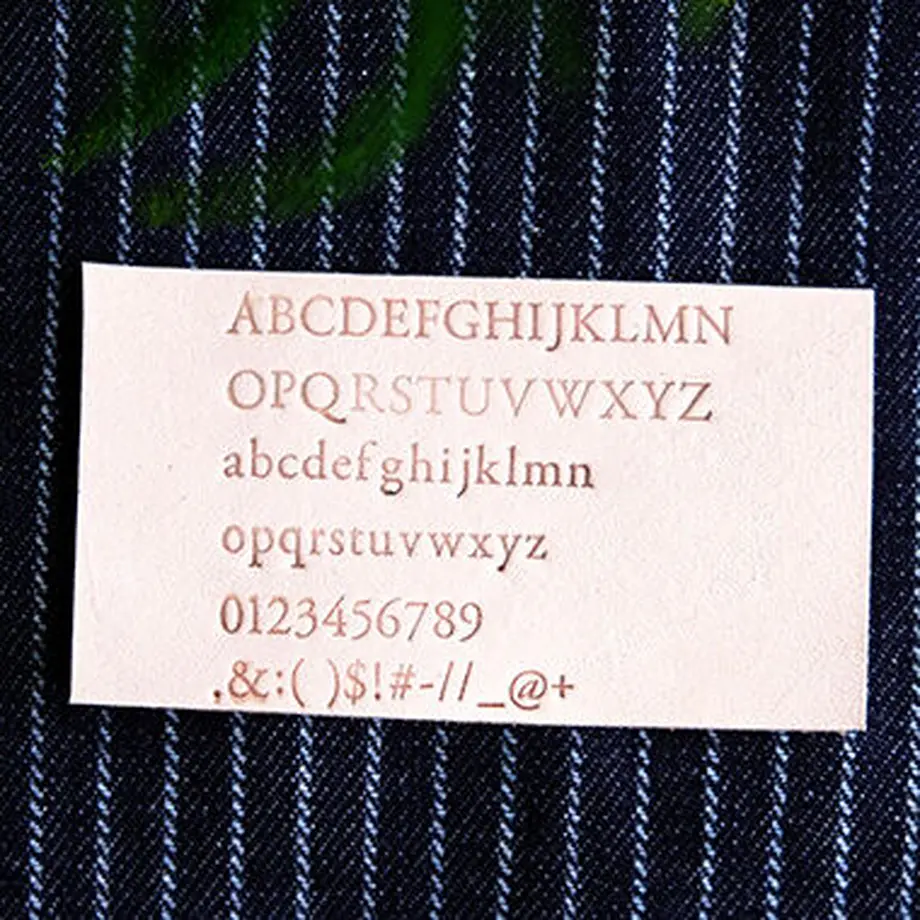 ABCDEFGHIJKLMN
OPQRSTUVWXYZ
abcdefghijklmn
opqrstuvwxyz
0123456789
.&:( )$!#-//_@+